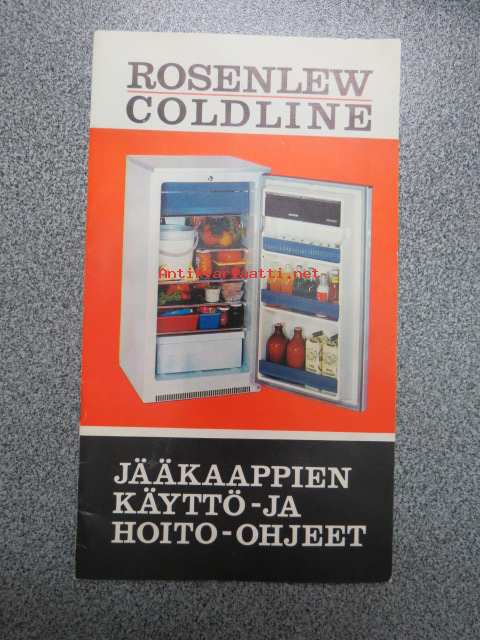 ROSENLEW
COLDLINE
Antikvariaatti.net
JÄÄKAAPPIEN
KÄYTTÖ-JA
HOITO-OHJEET